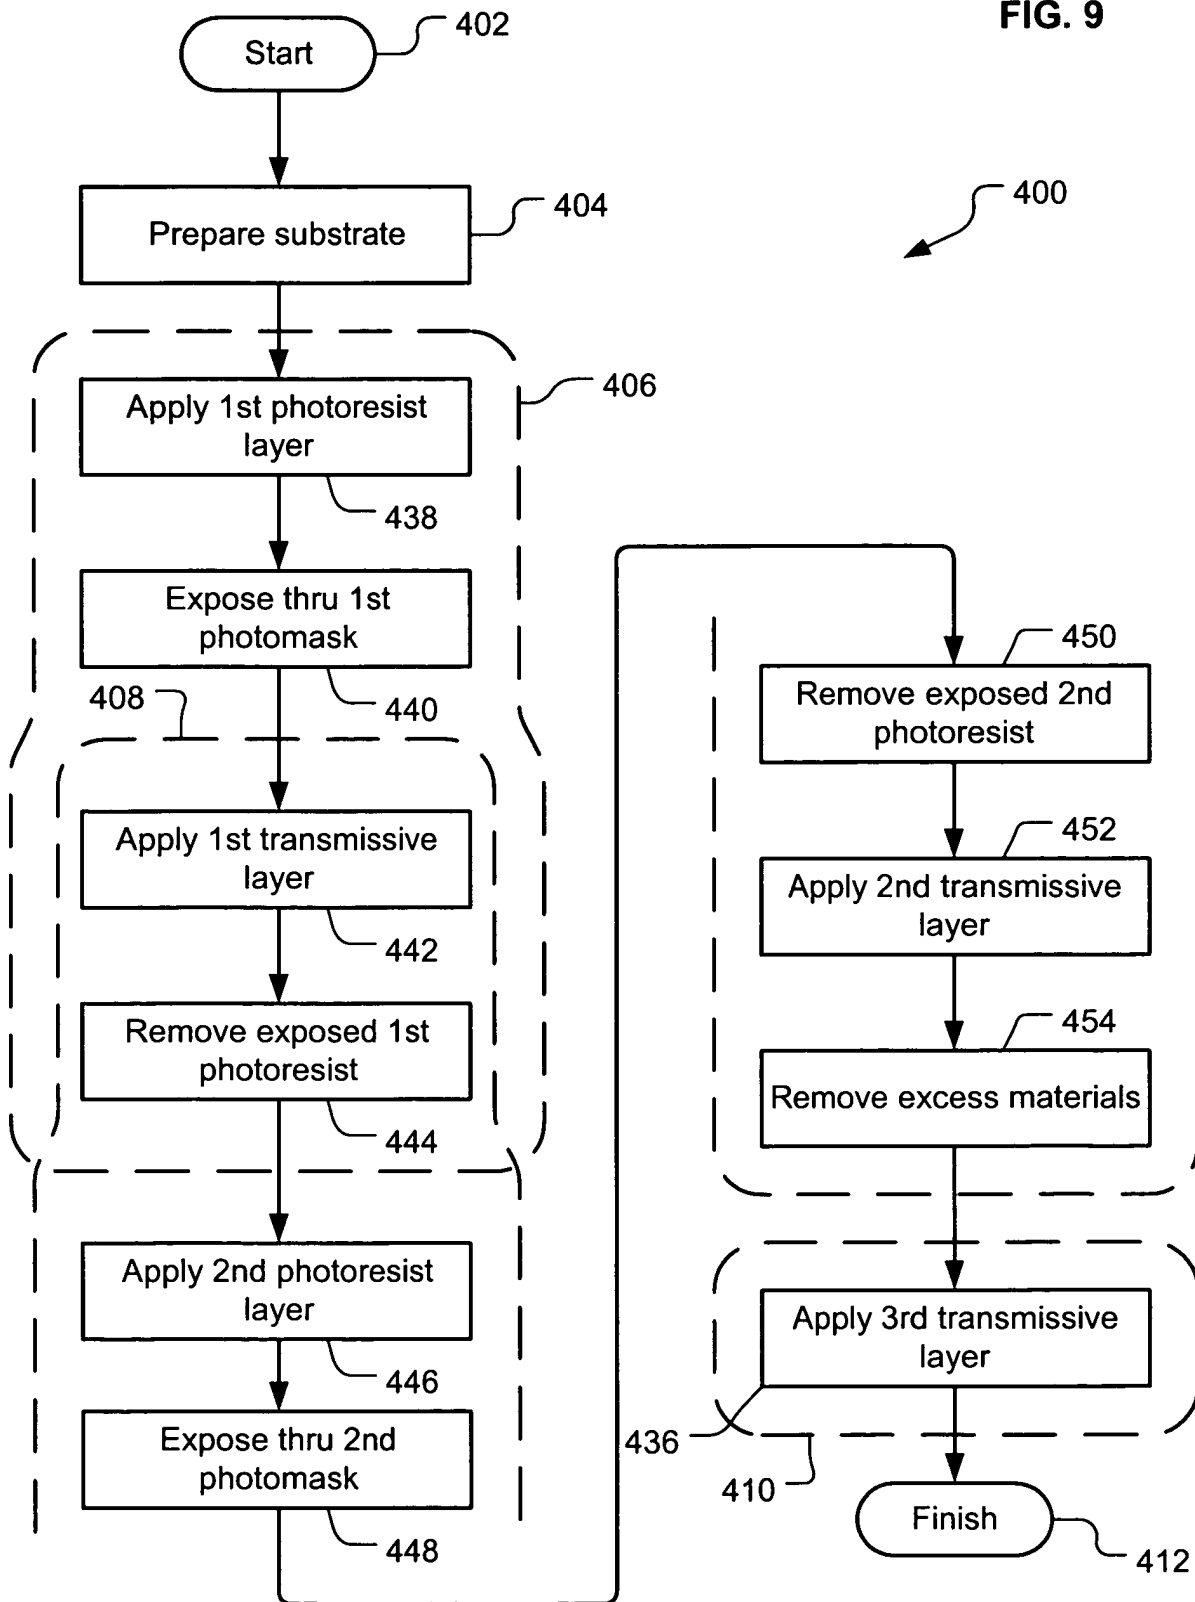 FIG. 9
Start
402
Prepare substrate
404
400
406
Apply 1st photoresist
layer
438
Expose thru 1st
photomask
440
408
Apply 1st transmissive
layer
442
Remove exposed 1st
photoresist
444
Apply 2nd photoresist
layer
446
Expose thru 2nd
photomask
448
450
Remove exposed 2nd
photoresist
452
Apply 2nd transmissive
layer
454
Remove excess materials
Apply 3rd transmissive
layer
436
410
Finish
412